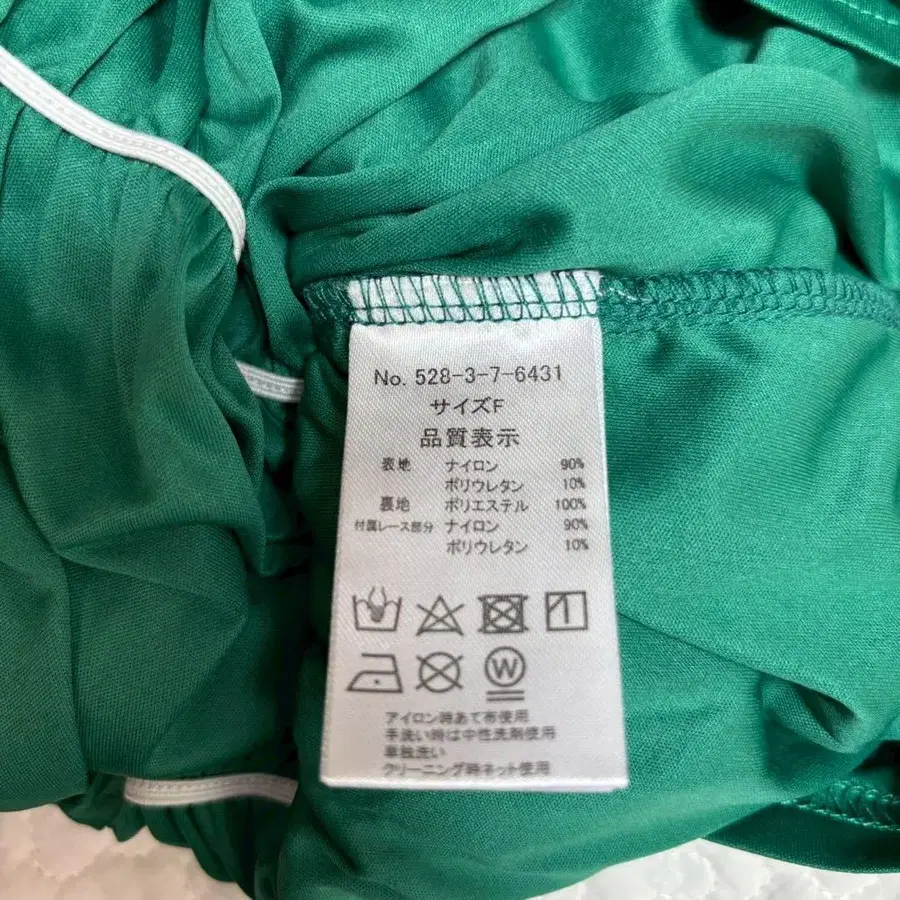 No. 528-3-7-6431
サイズF
品質表示
表地 ナイロン 90%
ポリウレタン 10%
裏地 ポリエステル 100%
付属レース部分 ナイロン 90%
ポリウレタン 10%
W
アイロン時あて布使用
手洗い時は中性洗剤使用
単独洗い
クリーニング時ネット使用